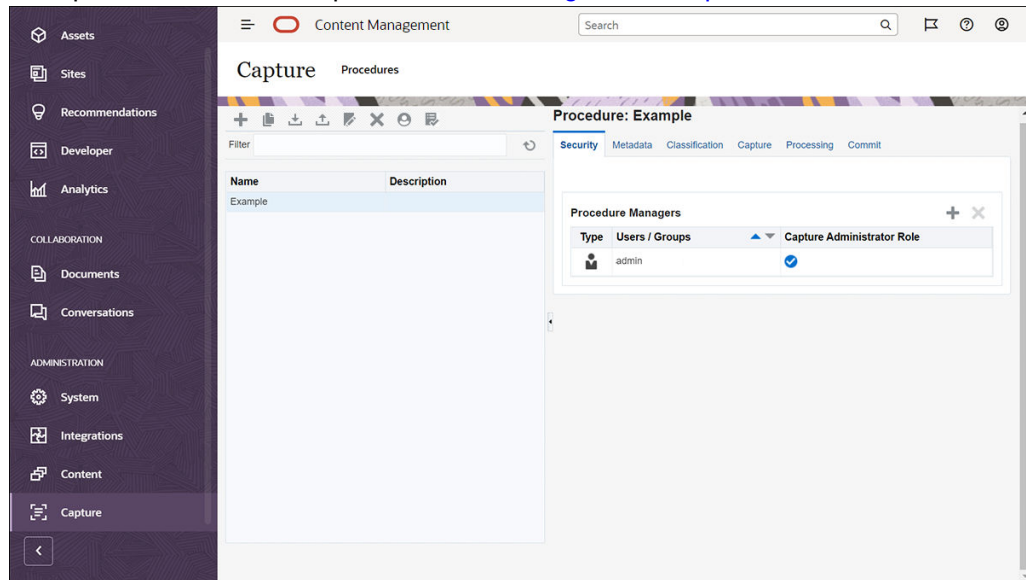 Assets
Sites
Recommendations
Developer
Analytics
COLLABORATION
Documents
Conversations
ADMINISTRATION
System
Integrations
Content
Capture
Content Management
Search
Capture Procedures
Filter
Name Description
Example
Procedure: Example
Security Metadata Classification Capture Processing Commit
Procedure Managers
Type Users / Groups Capture Administrator Role
admin